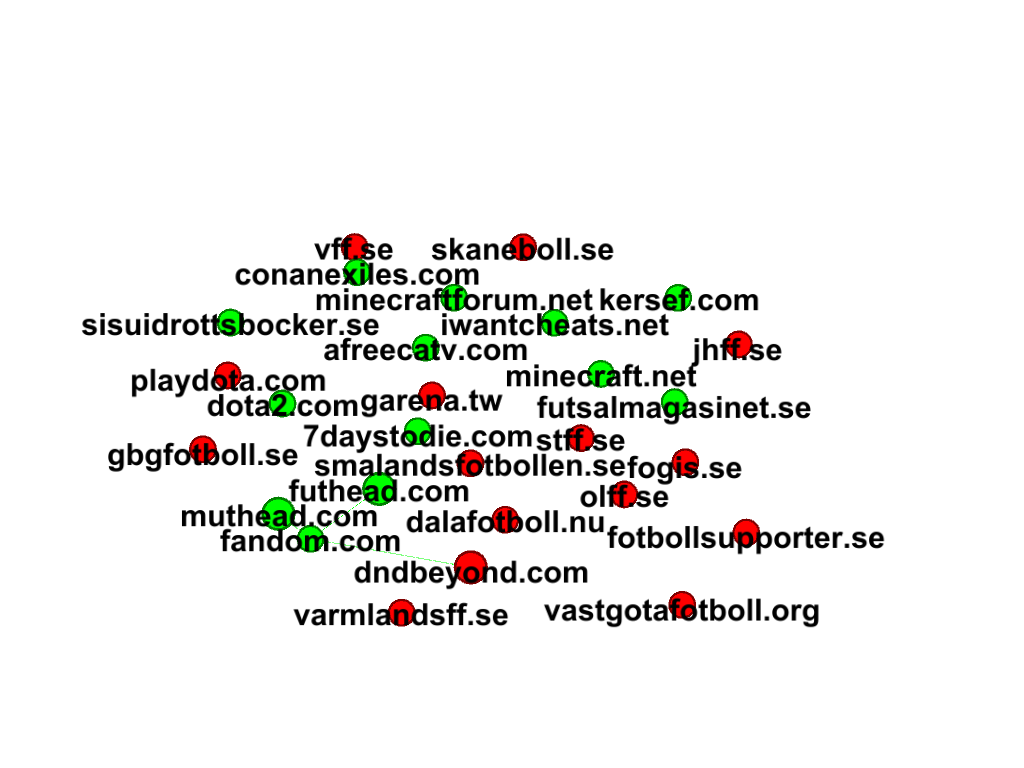 vff.se
skaneboll.se
conanexiles.com
minecraftforum.net
kersef.com
sisuidrottsbocker.se
iwantcheats.net
afreecatv.com
jhff.se
playdota.com
minecraft.net
dota2.com
garena.tw
futsalmagasinet.se
7daystodie.com
stff.se
gbgfotboll.se
smalandsfotbollen.se
fogis.se
futhead.com
olff.se
muthead.com
dalafotboll.nu
fandom.com
fotbollsupporter.se
dndbeyond.com
varmlandsff.se
vastgotafotboll.org